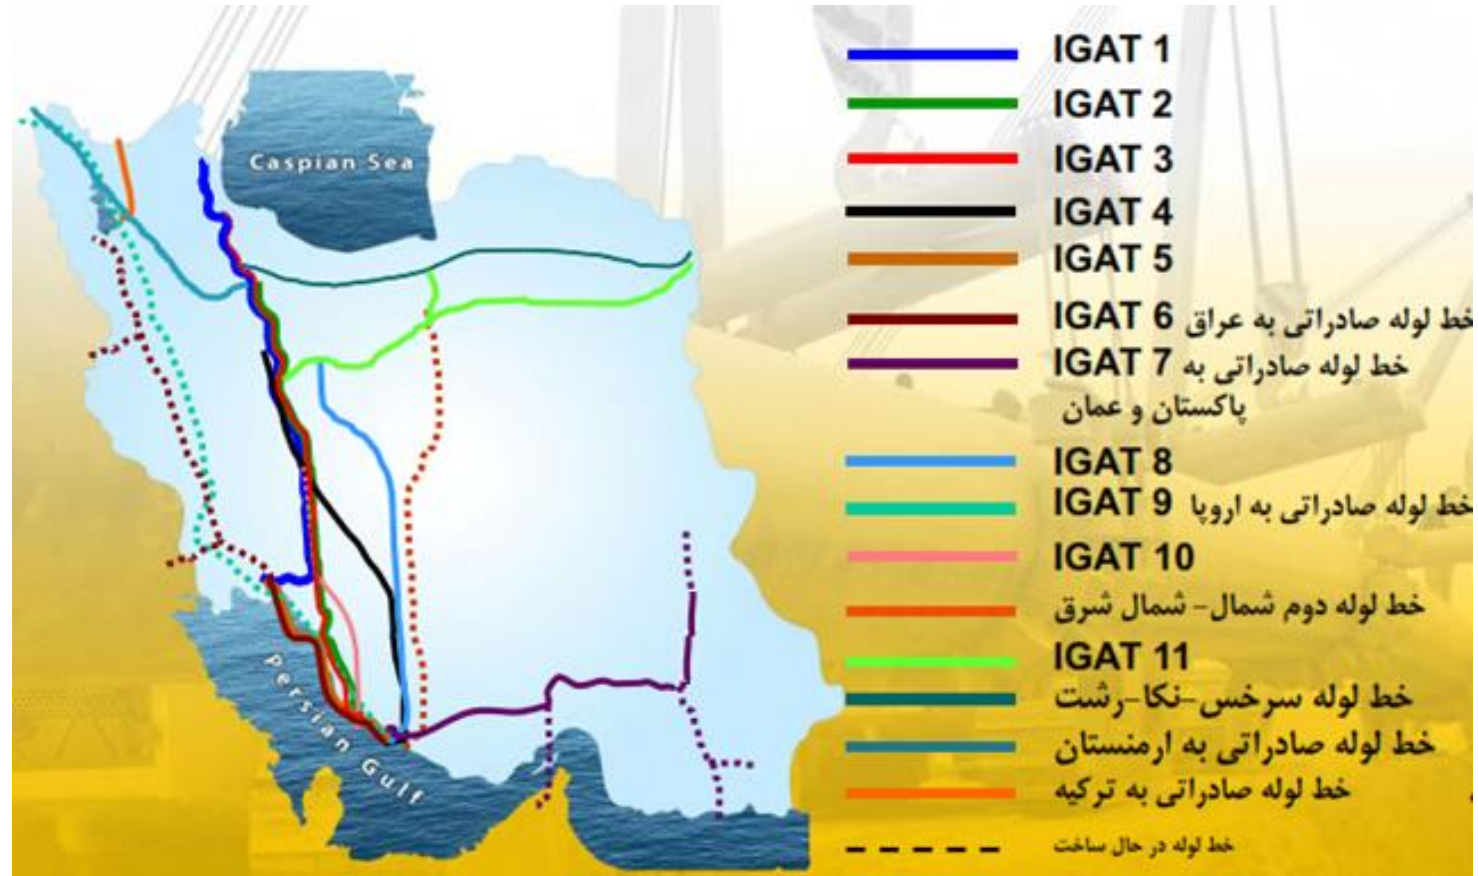 Caspian Sea
Persian Gulf
IGAT 1
IGAT 2
IGAT 3
IGAT 4
IGAT 5
IGAT 6 خط لوله صادراتی به عراق
IGAT 7 خط لوله صادراتی به
پاکستان و عمان
IGAT 8
IGAT 9 خط لوله صادراتی به اروپا
IGAT 10
خط لوله دوم شمال- شمال شرق
IGAT 11
خط لوله سرخس-نکا-رشت
خط لوله صادراتی به ارمنستان
خط لوله صادراتی به ترکیه
خط لوله در حال ساخت